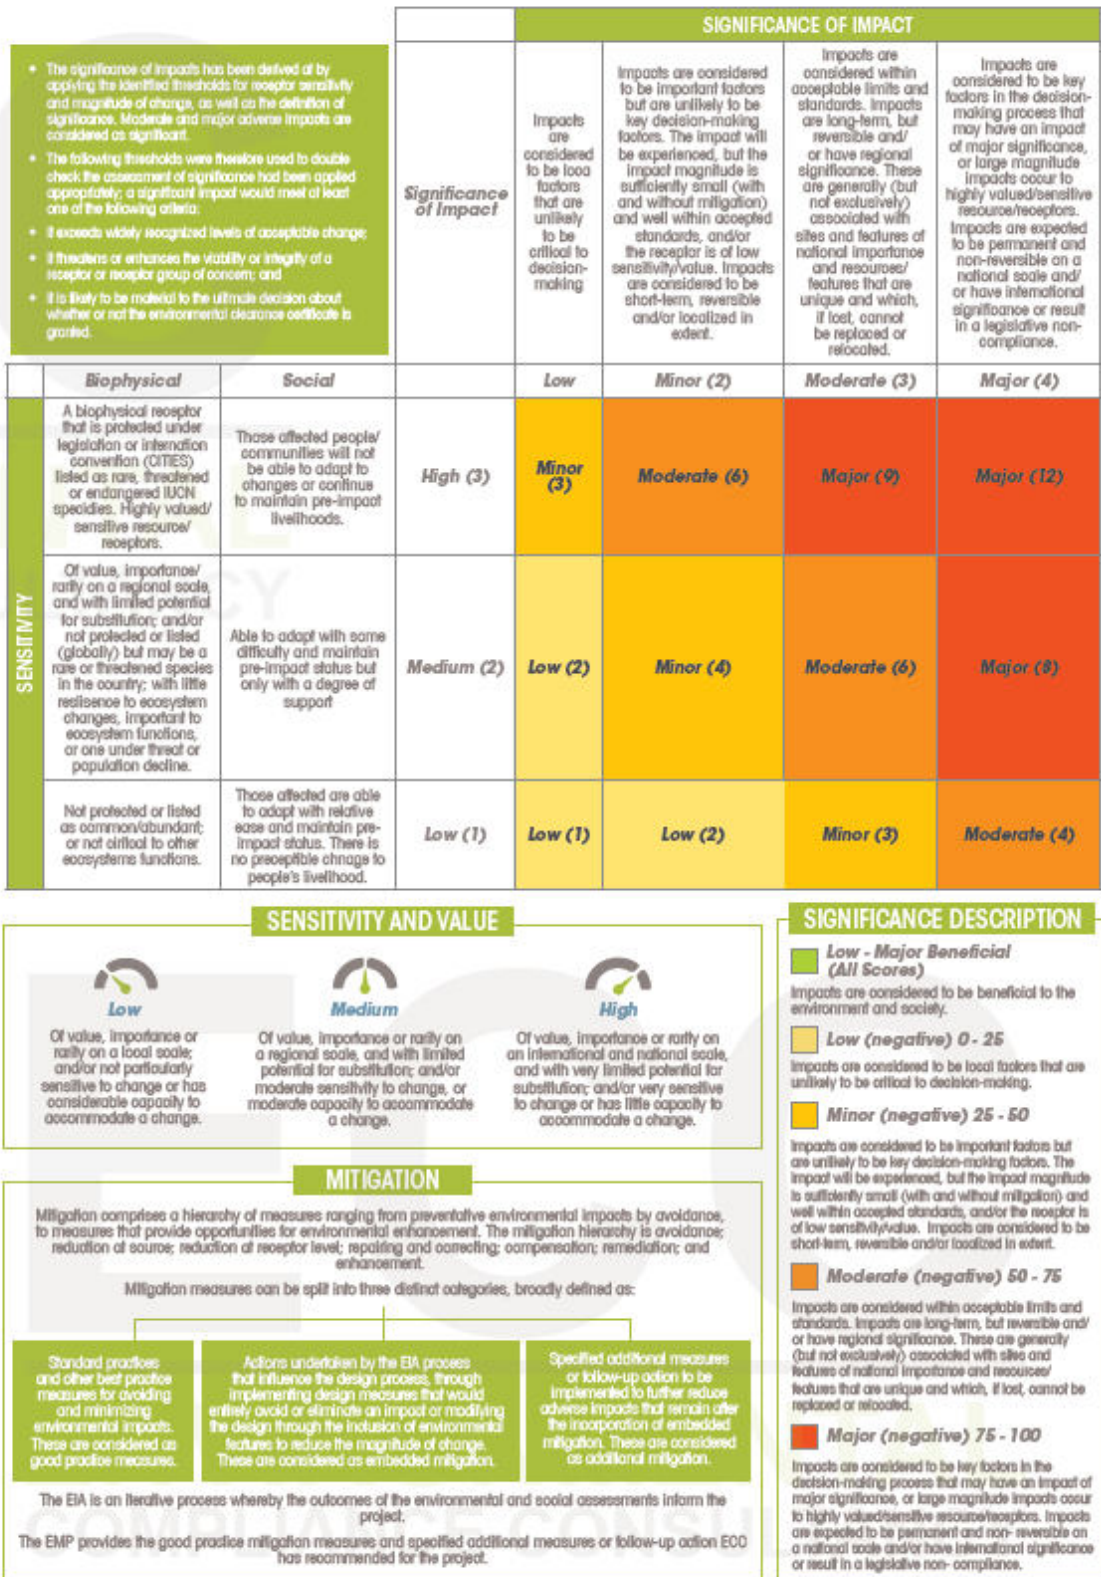 SIGNIFICANCE OF IMPACT
• The significance of impacts has been derived at by
applying the identified thresholds for receptor sensitivity
and magnitude of change, as well as the definition of
significance. Moderate and major adverse impacts are
considered as significant.
• The following thresholds were therefore used to double
check the assessment of significance had been applied
appropriately; a significant impact would meet at least
one of the following criteria:
• It exceeds widely recognized levels of acceptable change;
• It threatens or enhances the viability or integrity of a
receptor or receptor group of concern; and
• It is likely to be material to the ultimate decision about
whether or not the environmental clearance certificate is
granted.
Significance
of Impact
Impacts
are
considered
to be local
factors
that are
unlikely
to be
critical to
decision-
making
Impacts are considered
to be important factors
but are unlikely to be
key decision-making
factors. The impact will
be experienced, but the
impact magnitude is
sufficiently small (with
and without mitigation)
and well within accepted
standards, and/or
the receptor is of low
sensitivity/value. Impacts
are considered to be
short-term, reversible
and/or localized in
extent.
Impacts are
considered within
acceptable limits and
standards. Impacts
are long-term, but
reversible and/
or have regional
significance. These
are generally (but
not exclusively)
associated with
sites and features of
national importance
and resources/
features that are
unique and which,
if lost, cannot
be replaced or
relocated.
Impacts are
considered to be key
factors in the decision-
making process that
may have an impact
of major significance,
or large magnitude
impacts occur to
highly valued/sensitive
resource/receptors.
Impacts are expected
to be permanent and
non-reversible on a
national scale and/
or have international
significance or result
in a legislative non-
compliance.
Biophysical
Social
Low
Minor (2)
Moderate (3)
Major (4)
SENSITIVITY
A biophysical receptor
that is protected under
legislation or internation
convention (CITIES)
listed as rare, threatened
or endangered IUCN
specidies. Highly valued/
sensitive resource/
receptors.
Those affected people/
communities will not
be able to adapt to
changes or continue
to maintain pre-impact
livelihoods.
High (3)
Minor
(3)
Moderate (6)
Major (9)
Major (12)
Of value, importance/
rarity on a regional scale,
and with limited potential
for substitution; and/or
not protected or listed
(globally) but may be a
rare or threatened species
in the country; with little
resilisence to ecosystem
changes, important to
ecosystem functions,
or one under threat or
population decline.
Able to adapt with some
difficulty and maintain
pre-impact status but
only with a degree of
support
Medium (2)
Low (2)
Minor (4)
Moderate (6)
Major (8)
Not protected or listed
as common/abundant;
or not ciritcal to other
ecosystems functions.
Those affected are able
to adapt with relative
ease and maintain pre-
impact status. There is
no preceptible chnage to
people's livelihood.
Low (1)
Low (1)
Low (2)
Minor (3)
Moderate (4)
SENSITIVITY AND VALUE
Low
Of value, importance or
rarity on a local scale;
and/or not particularly
sensitive to change or has
considerable capacity to
accommodate a change.
Medium
Of value, importance or rarity on
a regional scale, and with limited
potential for substitution; and/or
moderate sensitivity to change, or
moderate capacity to accommodate
a change.
High
Of value, importance or rarity on
an international and national scale,
and with very limited potential for
substitution; and/or very sensitive
to change or has little capacity to
accommodate a change.
MITIGATION
Mitigation comprises a hierarchy of measures ranging from preventative environmental impacts by avoidance,
to measures that provide opportunities for environmental enhancement. The mitigation hierarchy is avoidance;
reduction at source; reduction at receptor level; repairing and correcting; compensation; remediation; and
enhancement.
Mitigation measures can be split into three distinct categories, broadly defined as:
Standard practices
and other best practice
measures for avoiding
and minimizing
environmental impacts.
These are considered as
good practice measures.
Actions undertaken by the EIA process
that influence the design process, through
implementing design measures that would
entirely avoid or eliminate an impact or modifying
the design through the inclusion of environmental
features to reduce the magnitude of change.
These are considered as embedded mitigation.
Specified additional measures
or follow-up action to be
implemented to further reduce
adverse impacts that remain after
the incorporation of embedded
mitigation. These are considered
as additional mitigation.
The EIA is an iterative process whereby the outcomes of the environmental and social assessments inform the
project.
The EMP provides the good practice mitigation measures and specified additional measures or follow-up action ECC
has recommended for the project.
SIGNIFICANCE DESCRIPTION
Low - Major Beneficial
(All Scores)
Impacts are considered to be beneficial to the
environment and society.
Low (negative) 0 - 25
Impacts are considered to be local factors that are
unlikely to be critical to decision-making.
Minor (negative) 25 - 50
Impacts are considered to be important factors but
are unlikely to be key decision-making factors. The
impact will be experienced, but the impact magnitude
is sufficiently small (with and without mitigation) and
well within accepted standards, and/or the receptor is
of low sensitivity/value. Impacts are considered to be
short-term, reversible and/or localized in extent.
Moderate (negative) 50 - 75
Impacts are considered within acceptable limits and
standards. Impacts are long-term, but reversible and/
or have regional significance. These are generally
(but not exclusively) associated with sites and
features of national importance and resources/
features that are unique and which, if lost, cannot be
replaced or relocated.
Major (negative) 75 - 100
Impacts are considered to be key factors in the
decision-making process that may have an impact of
major significance, or large magnitude impacts occur
to highly valued/sensitive resource/receptors. Impacts
are expected to be permanent and non- reversible on
a national scale and/or have international significance
or result in a legislative non- compliance.